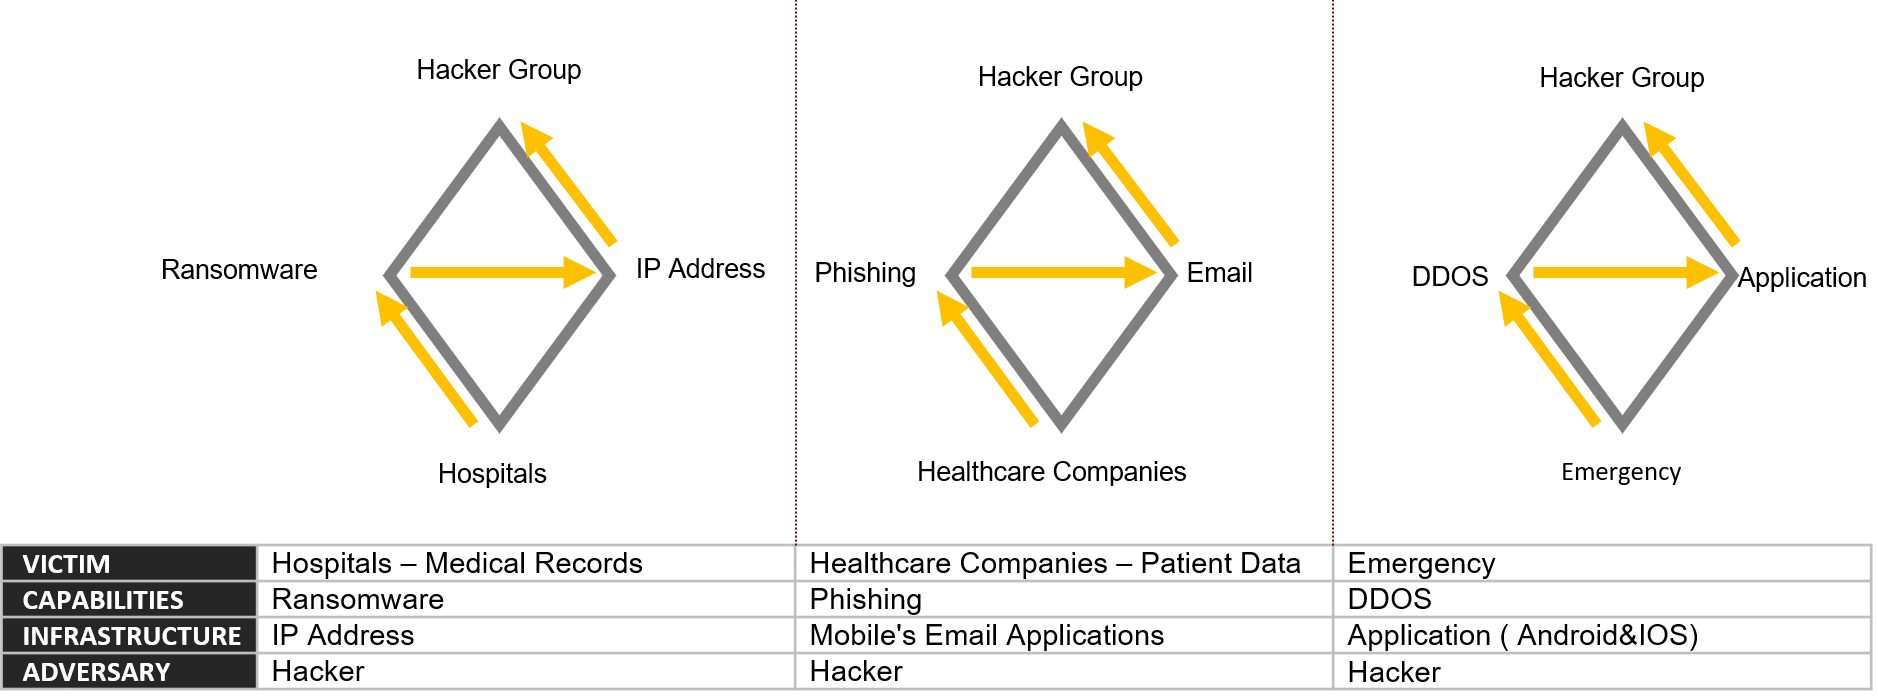 Hacker Group
Ransomware
IP Address
Hospitals
Hacker Group
Phishing
Email
Healthcare Companies
Hacker Group
DDOS
Application
Emergency
VICTIM Hospitals – Medical Records Healthcare Companies – Patient Data Emergency
CAPABILITIES Ransomware Phishing DDOS
INFRASTRUCTURE IP Address Mobile's Email Applications Application ( Android&IOS)
ADVERSARY Hacker Hacker Hacker